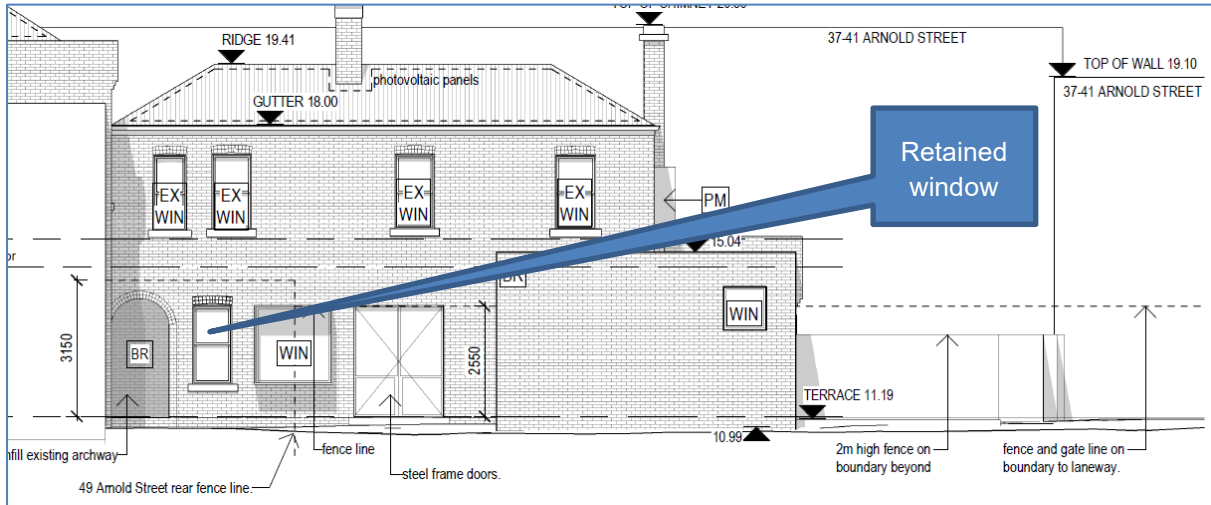 37-41 ARNOLD STREET
RIDGE 19.41
TOP OF WALL 19.10
photovoltaic panels
37-41 ARNOLD STREET
GUTTER 18.00
Retained
window
EX
WIN
EX
WIN
EX
WIN
EX
WIN
PM
15.04
or
BR
WIN
3150
BR
WIN
2550
TERRACE 11.19
10.99
existing archway
fence line
2m high fence on
boundary beyond
fence and gate line on
boundary to laneway.
steel frame doors.
49 Arnold Street rear fence line.